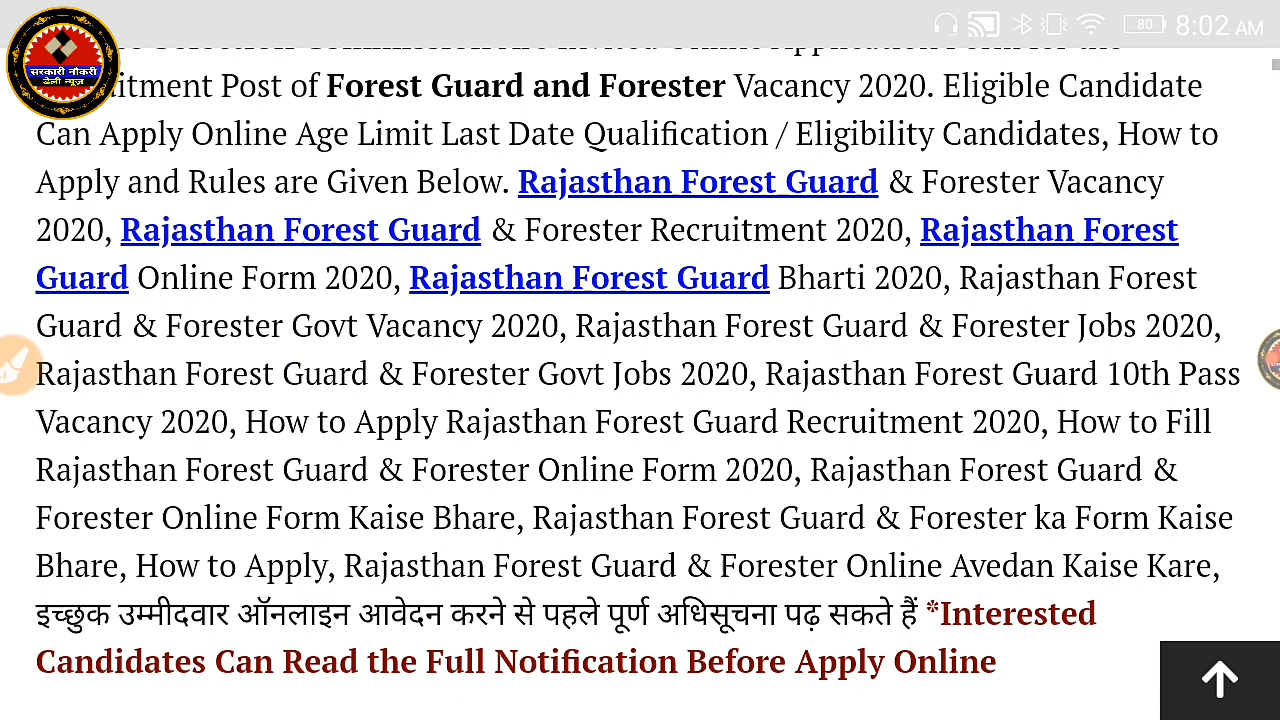 8:02 AM
80
सरकारी नौकरी
डेली न्यूज़
Post of Forest Guard and Forester Vacancy 2020. Eligible Candidate
Can Apply Online Age Limit Last Date Qualification / Eligibility Candidates, How to
Apply and Rules are Given Below. Rajasthan Forest Guard & Forester Vacancy
2020, Rajasthan Forest Guard & Forester Recruitment 2020, Rajasthan Forest
Guard Online Form 2020, Rajasthan Forest Guard Bharti 2020, Rajasthan Forest
Guard & Forester Govt Vacancy 2020, Rajasthan Forest Guard & Forester Jobs 2020,
Rajasthan Forest Guard & Forester Govt Jobs 2020, Rajasthan Forest Guard 10th Pass
Vacancy 2020, How to Apply Rajasthan Forest Guard Recruitment 2020, How to Fill
Rajasthan Forest Guard & Forester Online Form 2020, Rajasthan Forest Guard &
Forester Online Form Kaise Bhare, Rajasthan Forest Guard & Forester ka Form Kaise
Bhare, How to Apply, Rajasthan Forest Guard & Forester Online Avedan Kaise Kare,
इच्छुक उम्मीदवार ऑनलाइन आवेदन करने से पहले पूर्ण अधिसूचना पढ़ सकते हैं *Interested
Candidates Can Read the Full Notification Before Apply Online